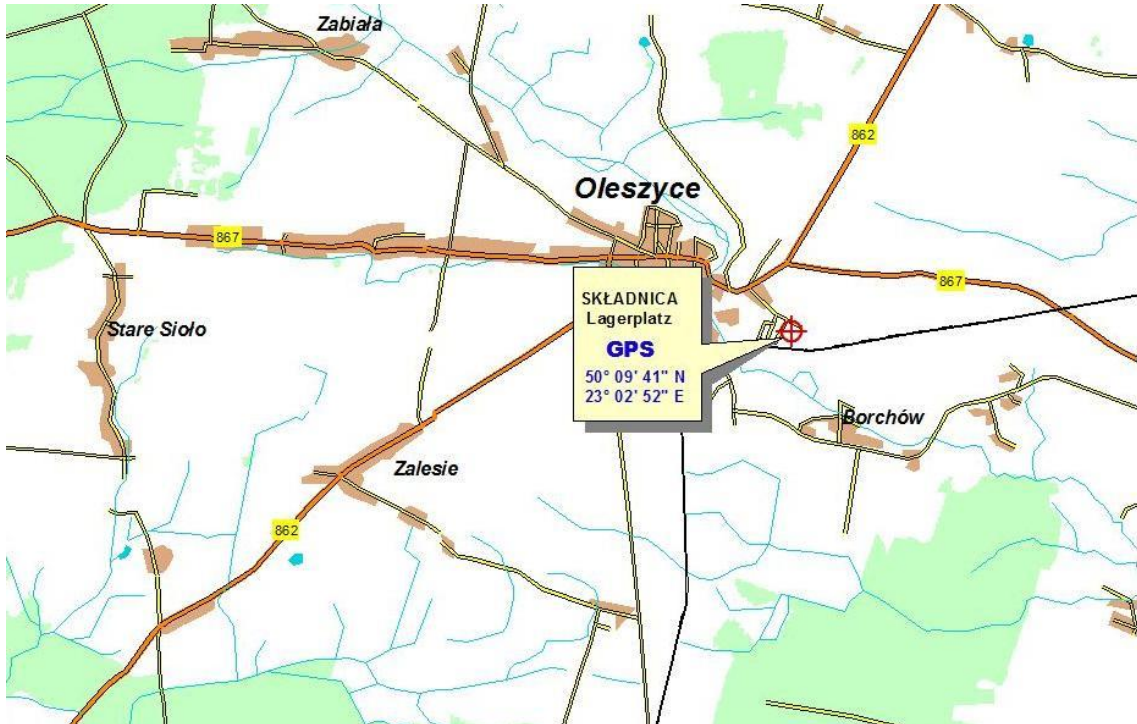 Zabiała
862
Oleszyce
867
867
SKŁADNICA
Lagerplatz
GPS
50° 09' 41" N
23° 02' 52" E
Stare Sioło
Borchów
Zalesie
862